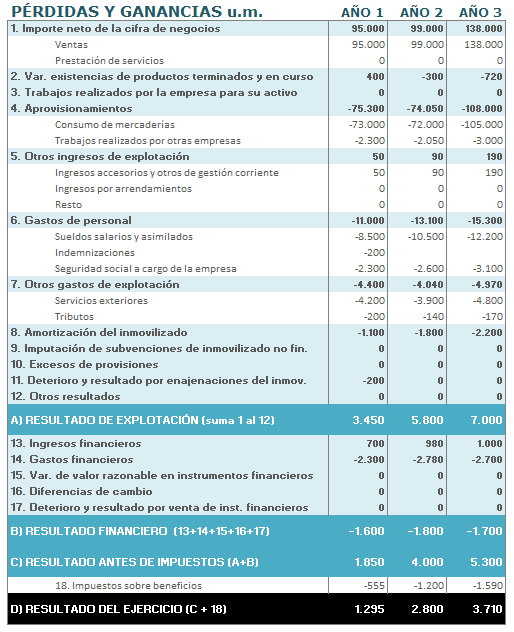 PÉRDIDAS Y GANANCIAS u.m. AÑO 1 AÑO 2 AÑO 3
1. Importe neto de la cifra de negocios 95.000 99.000 138.000
Ventas 95.000 99.000 138.000
Prestación de servicios 0 0 0
2. Var. existencias de productos terminados y en curso 400 -300 -720
3. Trabajos realizados por la empresa para su activo 0 0 0
4. Aprovisionamientos -75.300 -74.050 -108.000
Consumo de mercaderías -73.000 -72.000 -105.000
Trabajos realizados por otras empresas -2.300 -2.050 -3.000
5. Otros ingresos de explotación 50 90 190
Ingresos accesorios y otros de gestión corriente 50 90 190
Ingresos por arrendamientos 0 0 0
Resto 0 0 0
6. Gastos de personal -11.000 -13.100 -15.300
Sueldos salarios y asimilados -8.500 -10.500 -12.200
Indemnizaciones -200
Seguridad social a cargo de la empresa -2.300 -2.600 -3.100
7. Otros gastos de explotación -4.400 -4.040 -4.970
Servicios exteriores -4.200 -3.900 -4.800
Tributos -200 -140 -170
8. Amortización del inmovilizado -1.100 -1.800 -2.200
9. Imputación de subvenciones de inmovilizado no fin. 0 0 0
10. Excesos de provisiones 0 0 0
11. Deterioro y resultado por enajenaciones del inmov. -200 0 0
12. Otros resultados 0 0 0
A) RESULTADO DE EXPLOTACIÓN (suma 1 al 12) 3.450 5.800 7.000
13. Ingresos financieros 700 980 1.000
14. Gastos financieros -2.300 -2.780 -2.700
15. Var. de valor razonable en instrumentos financieros 0 0 0
16. Diferencias de cambio 0 0 0
17. Deterioro y resultado por venta de inst. financieros 0 0 0
B) RESULTADO FINANCIERO (13+14+15+16+17) -1.600 -1.800 -1.700
C) RESULTADO ANTES DE IMPUESTOS (A+B) 1.850 4.000 5.300
18. Impuestos sobre beneficios -555 -1.200 -1.590
D) RESULTADO DEL EJERCICIO (C + 18) 1.295 2.800 3.710